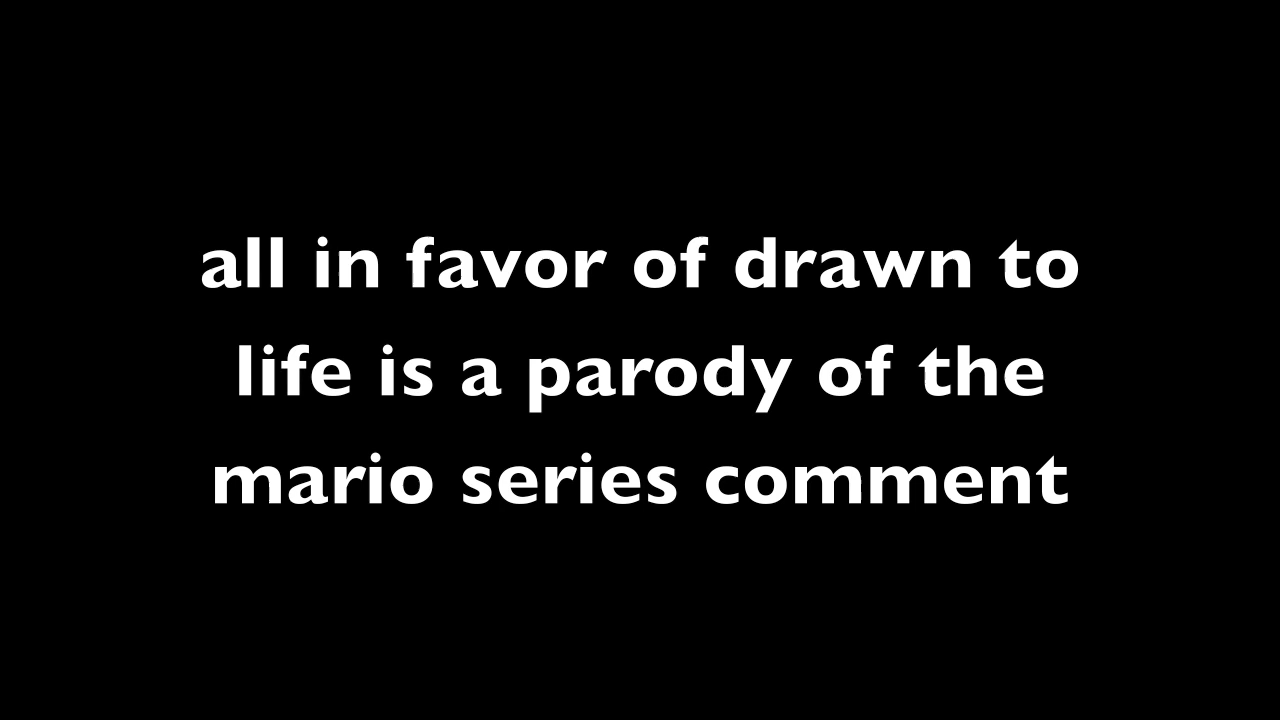 all in favor of drawn to
life is a parody of the
mario series comment